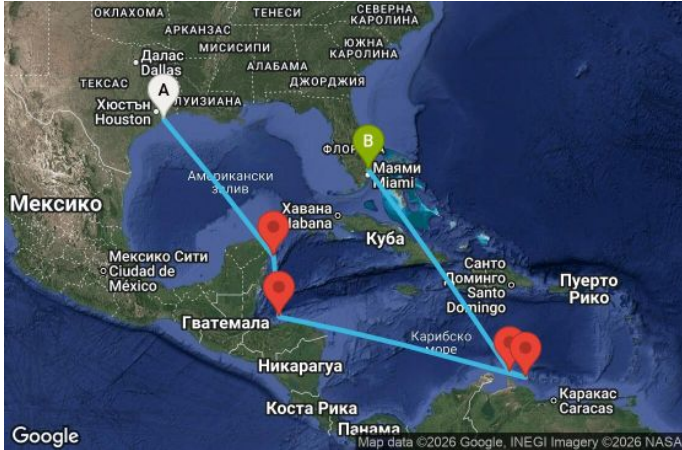 ОКЛАХОМА
ТЕНЕСИ
СЕВЕРНА
КАРОЛИНА
АРКАНЗАС
МИСИСИПИ
ЮЖНА
КАРОЛИНА
Далас
Dallas
АЛАБАМА
ТЕКСАС
ДЖОРДЖИЯ
A
Хюстън
Houston
ЛУИЗИАНА
B
ФЛОР
Маями
Miami
Американски
залив
Мексико
Хавана
Habana
Куба
Мексико Сити
Ciudad de
México
Санто
Доминго
Santo
Domingo
Пуерто
Рико
Гватемала
Карибско
море
Никарагуа
Каракас
Caracas
Коста Рика
Панама
Google
Map data ©2026 Google, INEGI Imagery ©2026 NASA